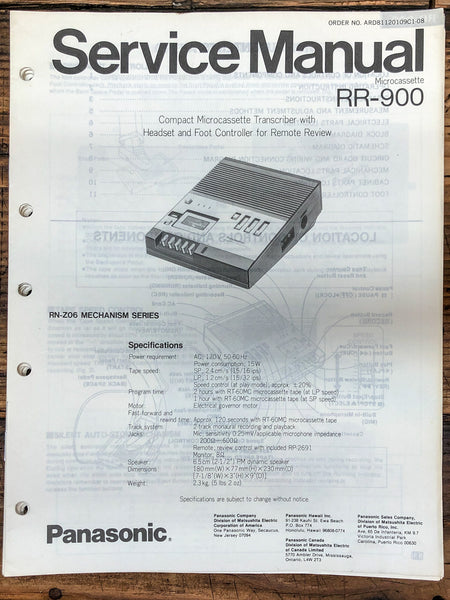 ORDER NO. ARD81120109C1-08
Service Manual
Microcassette
RR-900
Compact Microcassette Transcriber with
Headset and Foot Controller for Remote Review
RN-Z06 MECHANISM SERIES
Specifications
Power requirement: AC; 120V, 50-60Hz
Power consumption; 15W
Tape speed: SP; 2.4cm/s (15/16 ips)
LP; 1.2cm/s (15/32 ips)
Speed control (at play mode); approx. ±20%
Program time: 2 hours with RT-60MC microcassette tape (at LP speed)
1 hour with RT-60MC microcassette tape (at SP speed)
Motor: Electrical governor motor
Fast-forward and
rewind time: Approx. 120 seconds with RT-60MC microcassette tape
Track system: 2 track monaural recording and playback
Jacks: Mic; sensitivity 0.25mV/applicable microphone impedance
200Ω–600Ω
Remote; review control with included RP-2691
Monitor; 8Ω
Speaker: 6.5cm (2-1/2") PM dynamic speaker
Dimensions: 180mm(W)×77mm(H)×230mm(D)
[7-1/8"(W)×3"(H)×9"(D)]
Weight: 2.3kg (5 lbs 2 oz)
Specifications are subject to change without notice.
Panasonic
Panasonic Company
Division of Matsushita Electric
Corporation of America
One Panasonic Way, Secaucus,
New Jersey 07094
Panasonic Hawaii Inc.
91-238 Kauhi St. Ewa Beach
P.O. Box 774
Honolulu, Hawaii 96808-0774
Panasonic Canada
Division of Matsushita Electric
of Canada Limited
5770 Ambler Drive, Mississauga,
Ontario, L4W 2T3
Panasonic Sales Company,
Division of Matsushita Electric
of Puerto Rico, Inc.
Ave, 65 De Infanteria, KM 9.7
Victoria Industrial Park
Carolina, Puerto Rico 00630